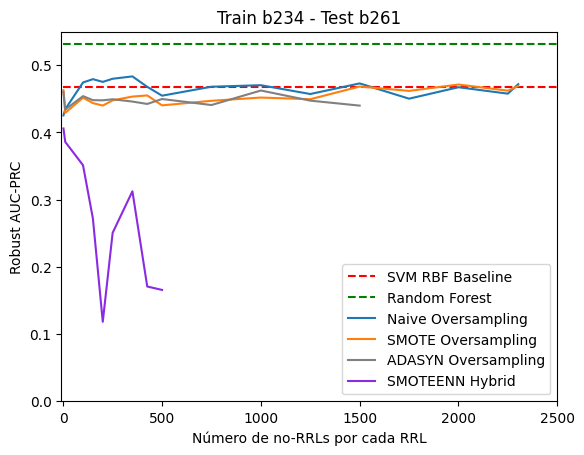 Train b234 - Test b261
Robust AUC-PRC
0.5
0.4
0.3
0.2
0.1
0.0
SVM RBF Baseline
Random Forest
Naive Oversampling
SMOTE Oversampling
ADASYN Oversampling
SMOTEENN Hybrid
0 500 1000 1500 2000 2500
Número de no-RRLs por cada RRL